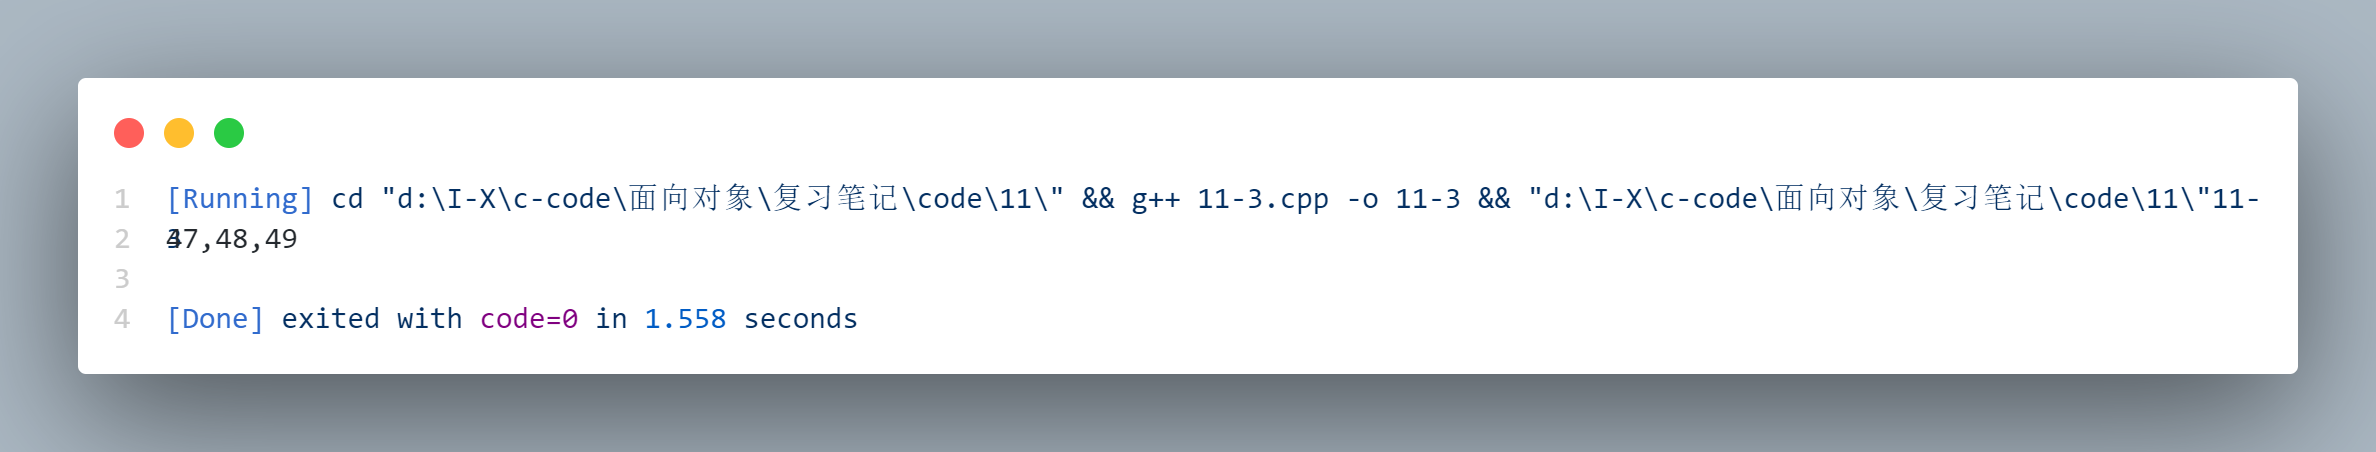 1 [Running] cd "d:\I-X\c-code\面向对象\复习笔记\code\11\" && g++ 11-3.cpp -o 11-3 && "d:\I-X\c-code\面向对象\复习笔记\code\11\"11-3
2 47,48,49
3
4 [Done] exited with code=0 in 1.558 seconds